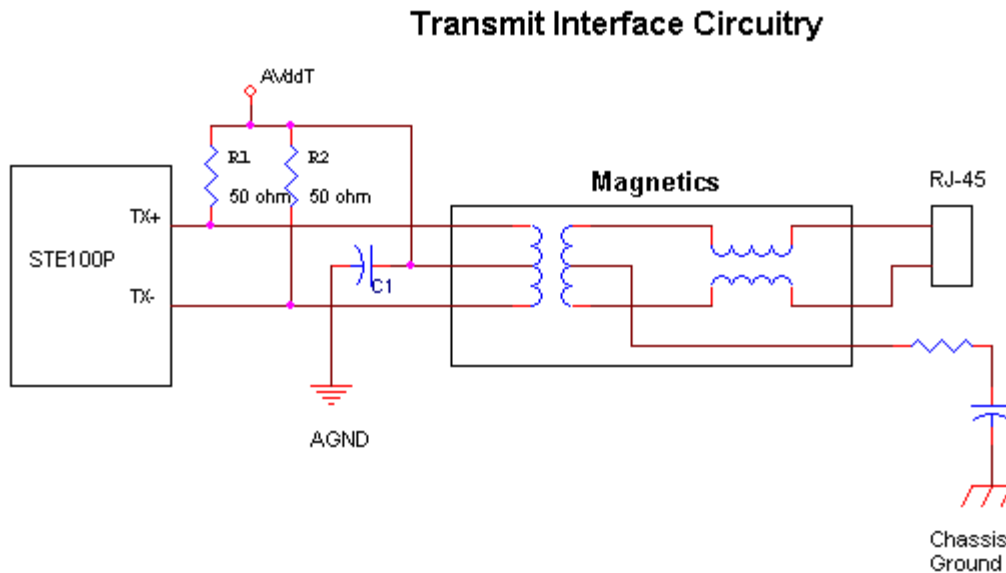 Transmit Interface Circuitry
AVddT
R1
R2
50 ohm
50 ohm
Magnetics
RJ-45
TX+
STE100P
TX-
C1
AGND
Chassis
Ground